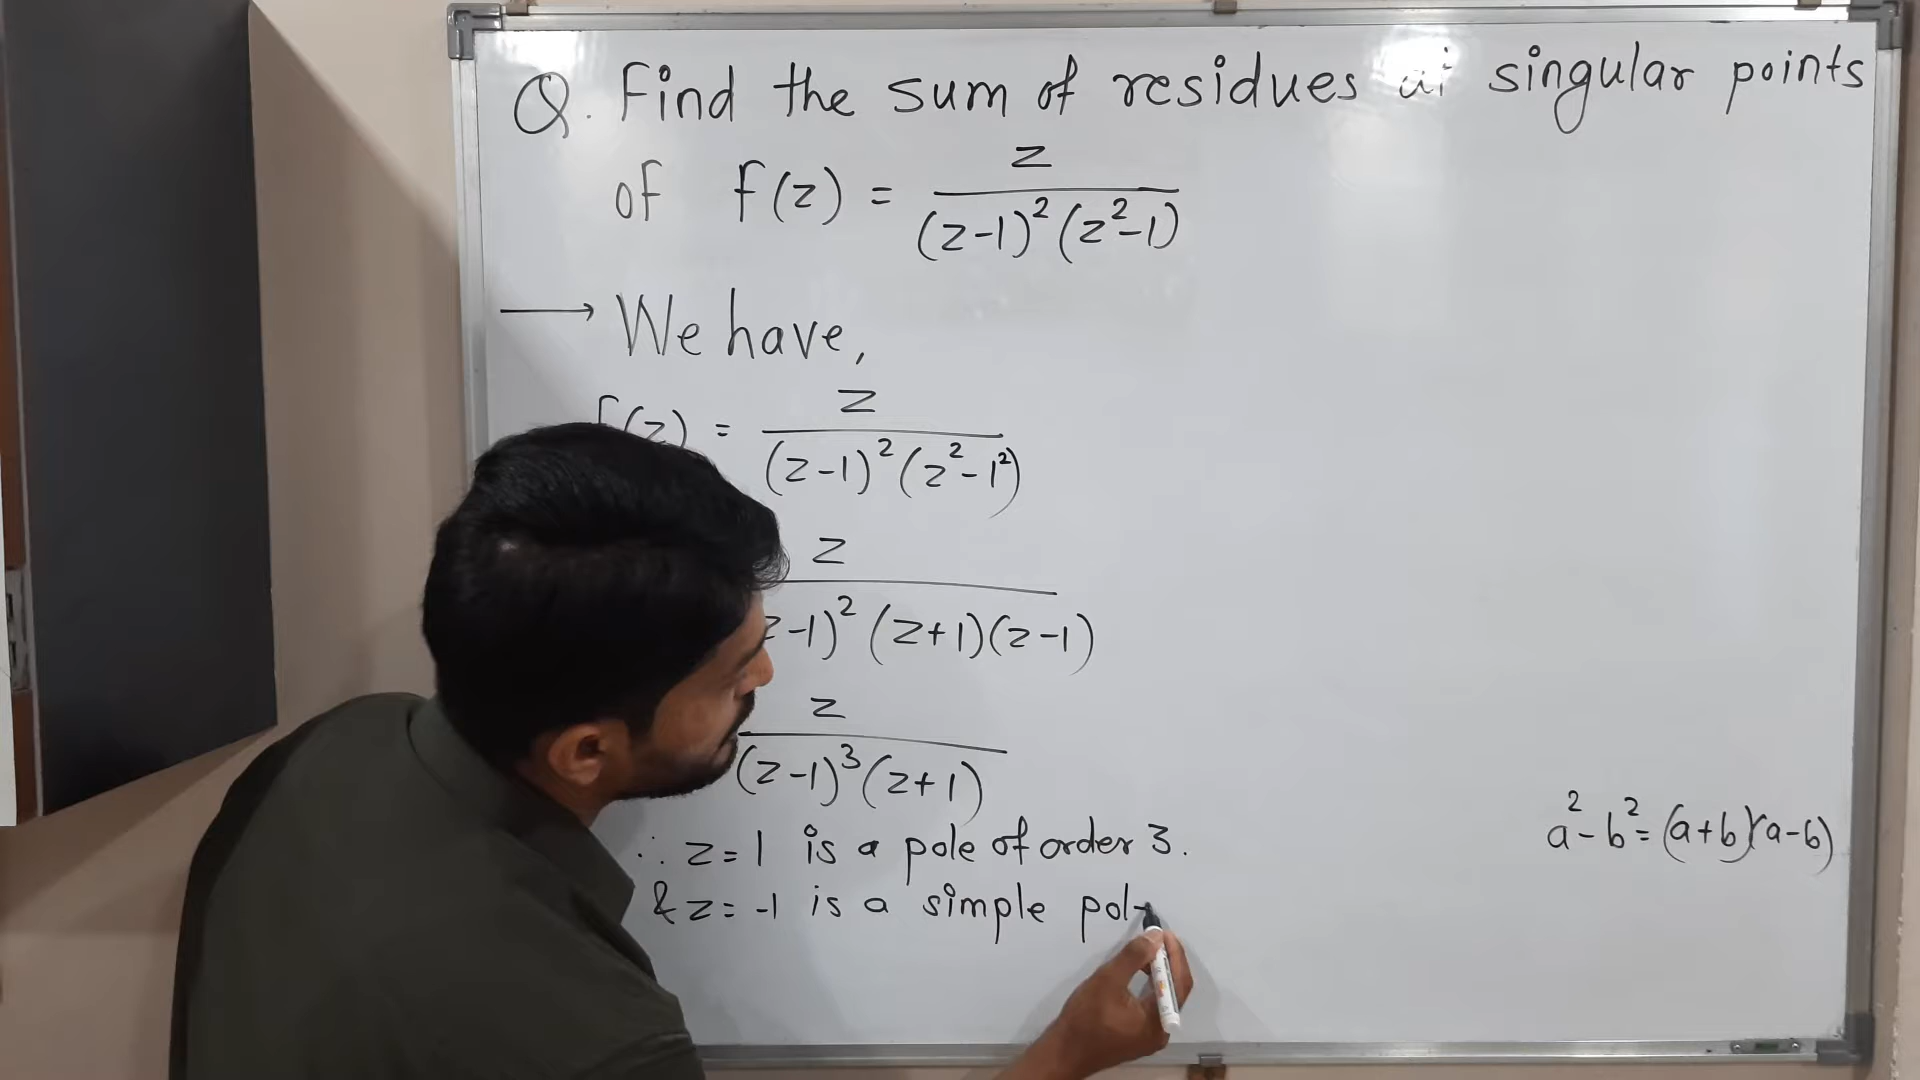 Q. Find the sum of residues at singular points
of f(z) = z / (z-1)² (z²-1)
→ We have,
f(z) = z / (z-1)² (z²-1²)
z / z-1)² (z+1)(z-1)
z / (z-1)³ (z+1)
∴ z=1 is a pole of order 3.
& z= -1 is a simple pol
a²-b²= (a+b)(a-b)